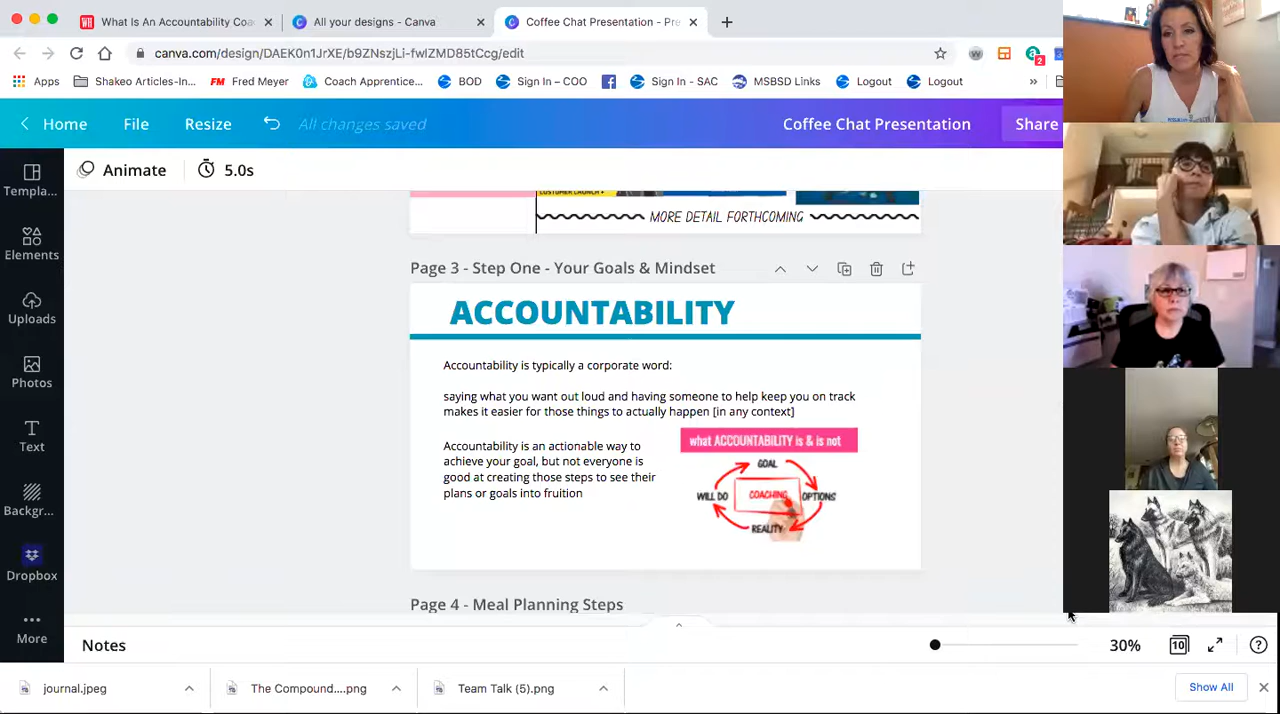 What Is An Accountability Coa
All your designs - Canva
Coffee Chat Presentation - Pre
canva.com/design/DAEK0n1JrXE/b9ZNszjLi-fwIZMD85tCcg/edit
2
Apps
Shakeo Articles-In...
FM Fred Meyer
Coach Apprentice...
BOD
Sign In – COO
Sign In - SAC
MSBSD Links
Logout
Logout
»
Home
File
Resize
All changes saved
Coffee Chat Presentation
Share
Templa...
Elements
Uploads
Photos
Text
Backgr...
Dropbox
More
Animate
5.0s
CUSTOMER LAUNCH +
MORE DETAIL FORTHCOMING
Page 3 - Step One - Your Goals & Mindset
ACCOUNTABILITY
Accountability is typically a corporate word:
saying what you want out loud and having someone to help keep you on track
makes it easier for those things to actually happen [in any context]
Accountability is an actionable way to
achieve your goal, but not everyone is
good at creating those steps to see their
plans or goals into fruition
what ACCOUNTABILITY is & is not
GOAL
WILL DO
COACHING
OPTIONS
REALITY
Page 4 - Meal Planning Steps
Notes
30%
10
journal.jpeg
The Compound....png
Team Talk (5).png
Show All